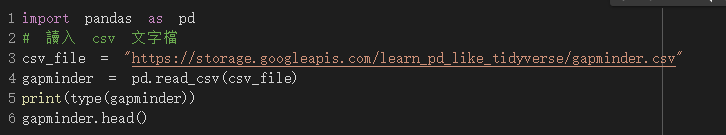 1 import pandas as pd
2 # 讀入 csv 文字檔
3 csv_file = "https://storage.googleapis.com/learn_pd_like_tidyverse/gapminder.csv"
4 gapminder = pd.read_csv(csv_file)
5 print(type(gapminder))
6 gapminder.head()